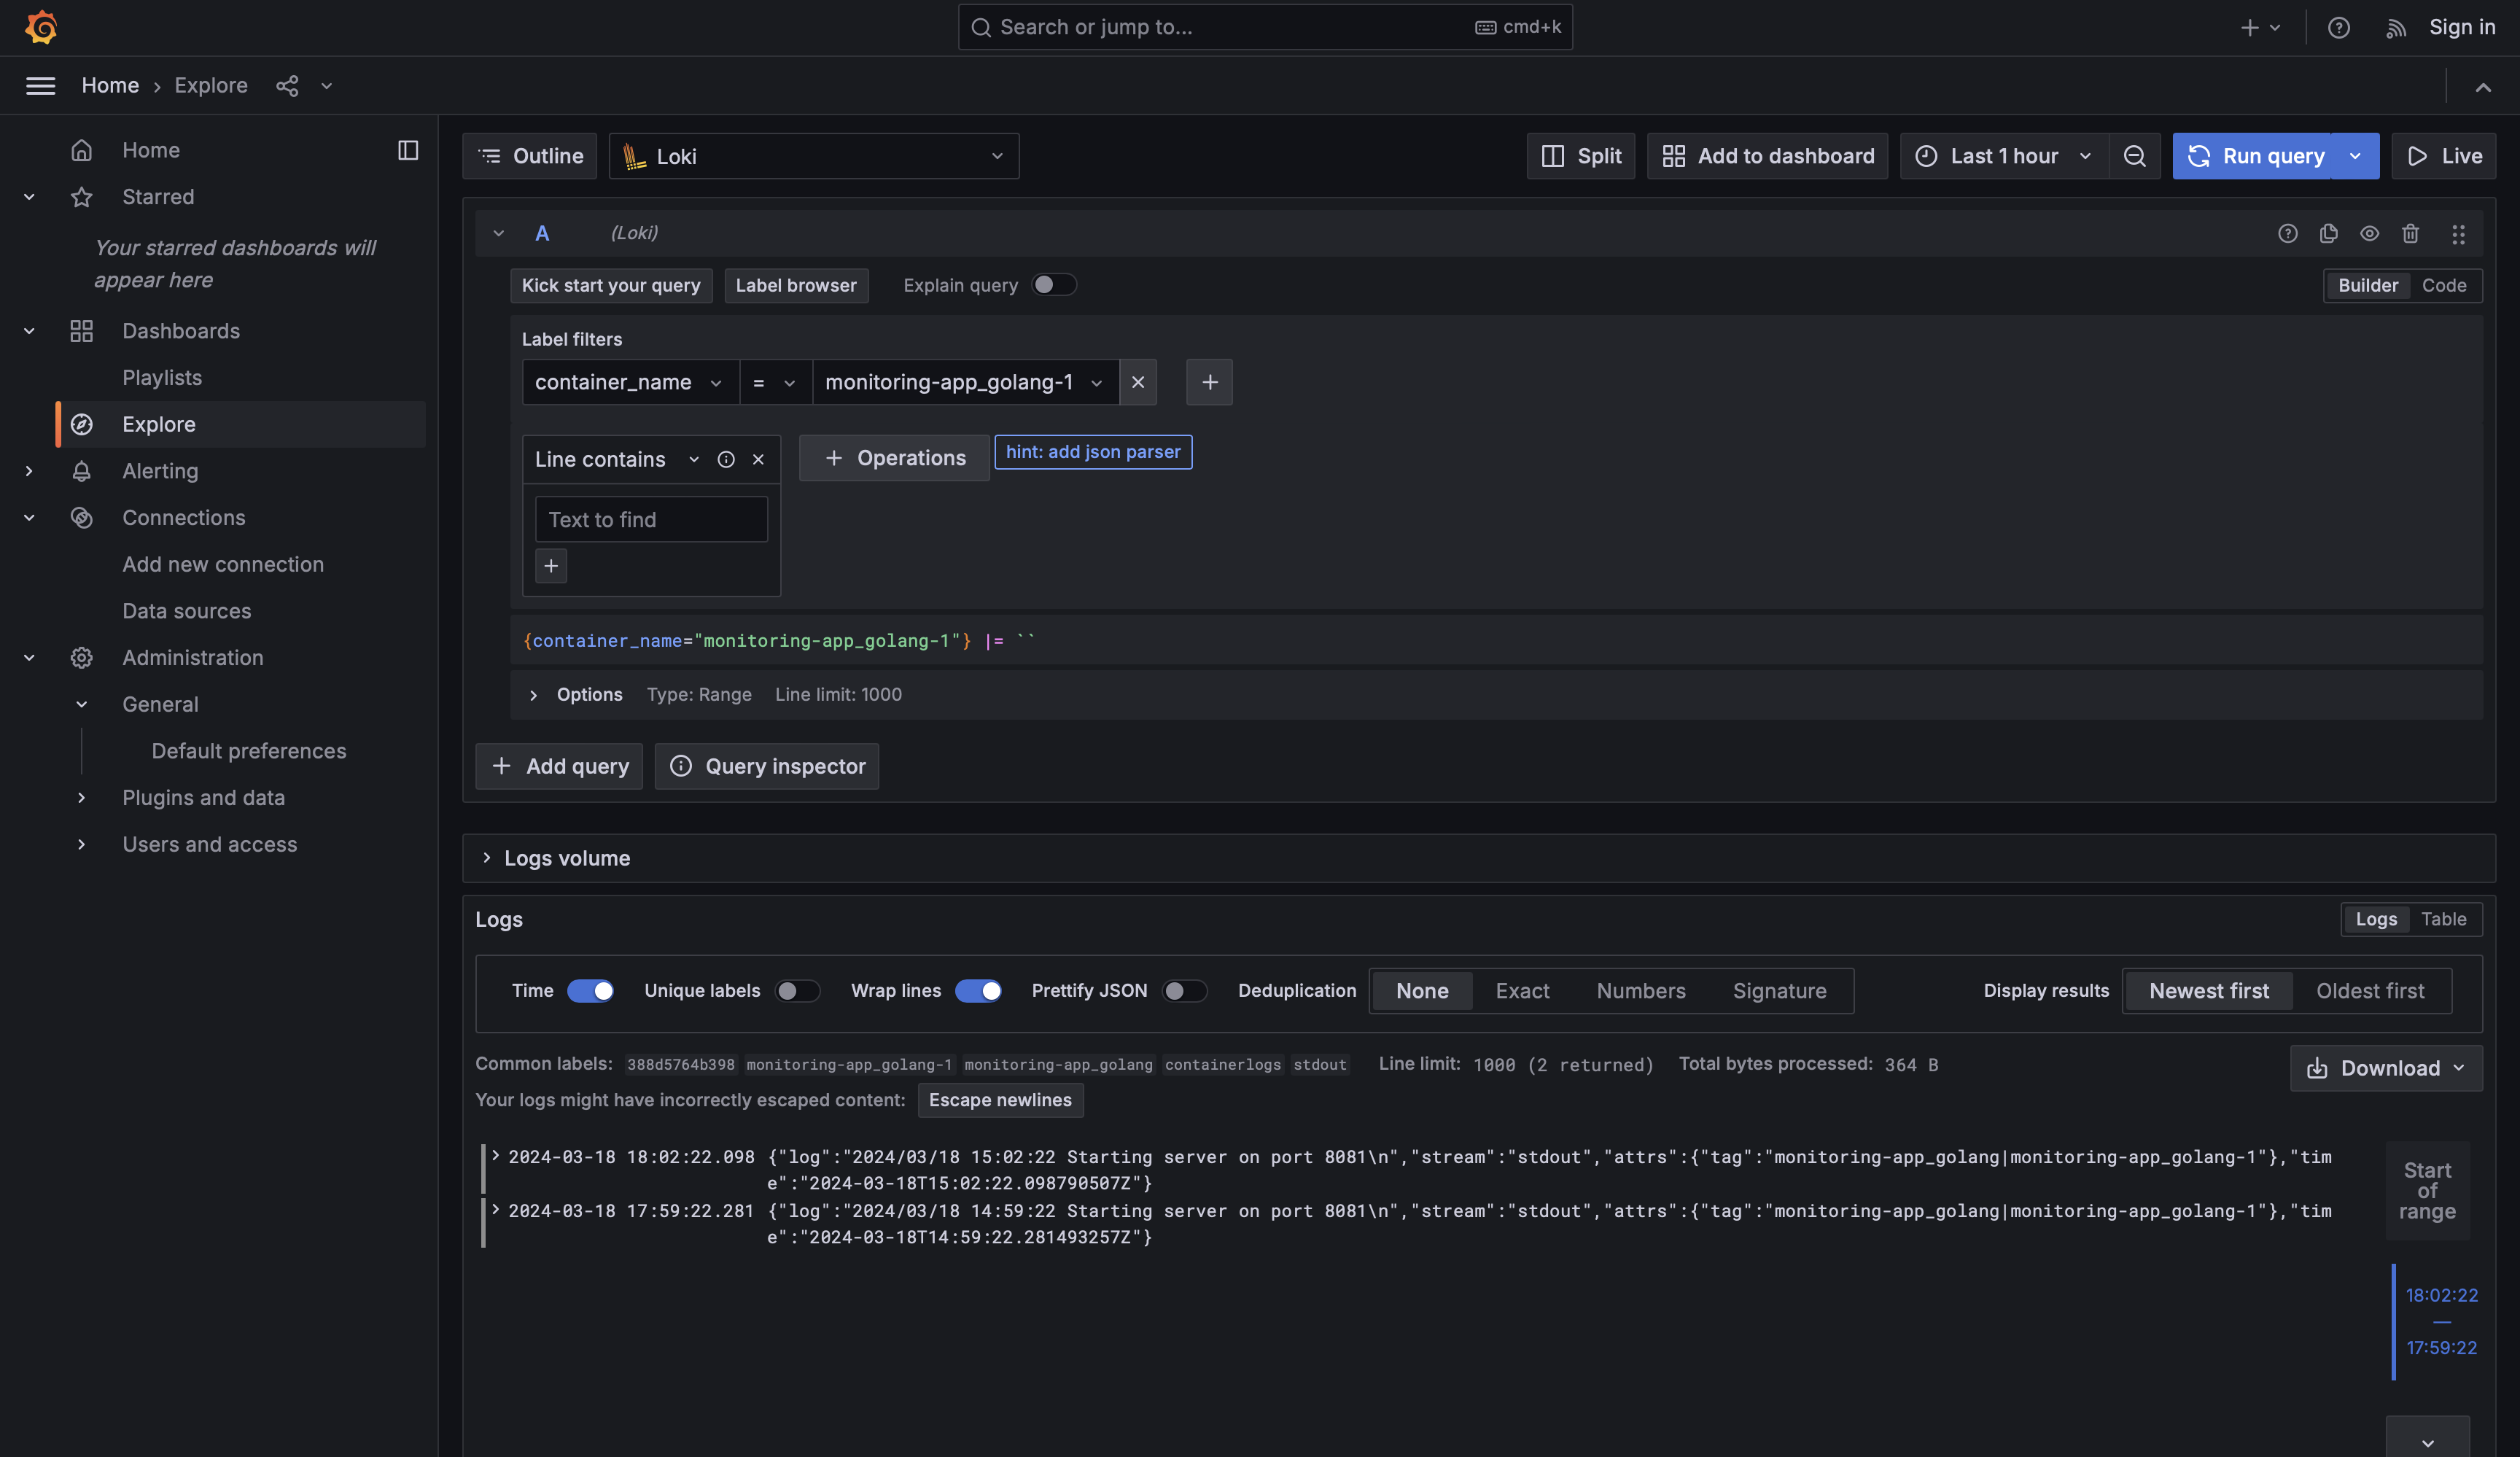 Search or jump to... cmd+k Sign in
Home › Explore
Home
Starred
Your starred dashboards will
appear here
Dashboards
Playlists
Explore
Alerting
Connections
Add new connection
Data sources
Administration
General
Default preferences
Plugins and data
Users and access
Outline Loki Split Add to dashboard Last 1 hour Run query Live
A (Loki)
Kick start your query Label browser Explain query Builder Code
Label filters
container_name = monitoring-app_golang-1
Line contains Operations hint: add json parser
Text to find
{container_name="monitoring-app_golang-1"} |= ``
Options Type: Range Line limit: 1000
Add query Query inspector
Logs volume
Logs Logs Table
Time Unique labels Wrap lines Prettify JSON Deduplication None Exact Numbers Signature Display results Newest first Oldest first
Common labels: 388d5764b398 monitoring-app_golang-1 monitoring-app_golang containerlogs stdout Line limit: 1000 (2 returned) Total bytes processed: 364 B Download
Your logs might have incorrectly escaped content: Escape newlines
2024-03-18 18:02:22.098 {"log":"2024/03/18 15:02:22 Starting server on port 8081\n","stream":"stdout","attrs":{"tag":"monitoring-app_golang|monitoring-app_golang-1"},"tim
e":"2024-03-18T15:02:22.098790507Z"}
2024-03-18 17:59:22.281 {"log":"2024/03/18 14:59:22 Starting server on port 8081\n","stream":"stdout","attrs":{"tag":"monitoring-app_golang|monitoring-app_golang-1"},"tim
e":"2024-03-18T14:59:22.281493257Z"}
Start
of
range
18:02:22
—
17:59:22